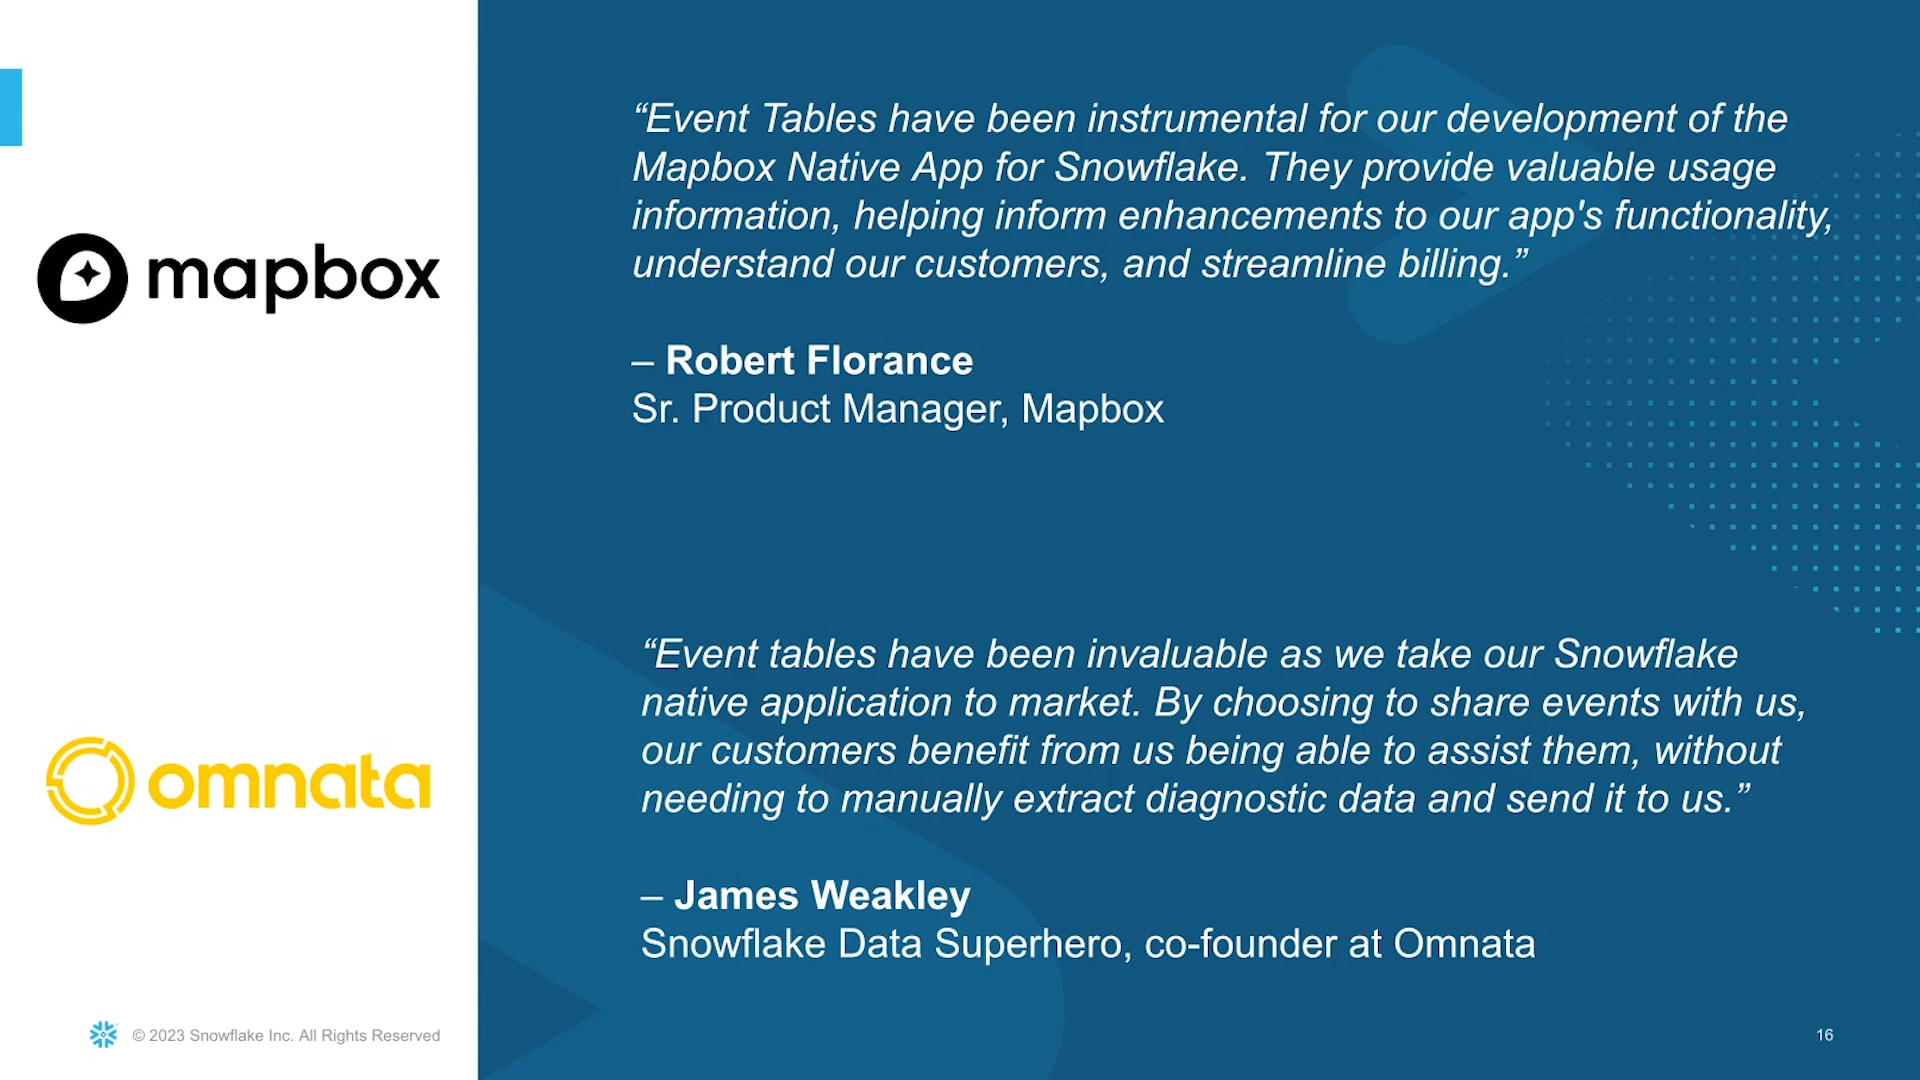 mapbox
“Event Tables have been instrumental for our development of the
Mapbox Native App for Snowflake. They provide valuable usage
information, helping inform enhancements to our app's functionality,
understand our customers, and streamline billing.”
– Robert Florance
Sr. Product Manager, Mapbox
omnata
“Event tables have been invaluable as we take our Snowflake
native application to market. By choosing to share events with us,
our customers benefit from us being able to assist them, without
needing to manually extract diagnostic data and send it to us.”
– James Weakley
Snowflake Data Superhero, co-founder at Omnata
© 2023 Snowflake Inc. All Rights Reserved
16